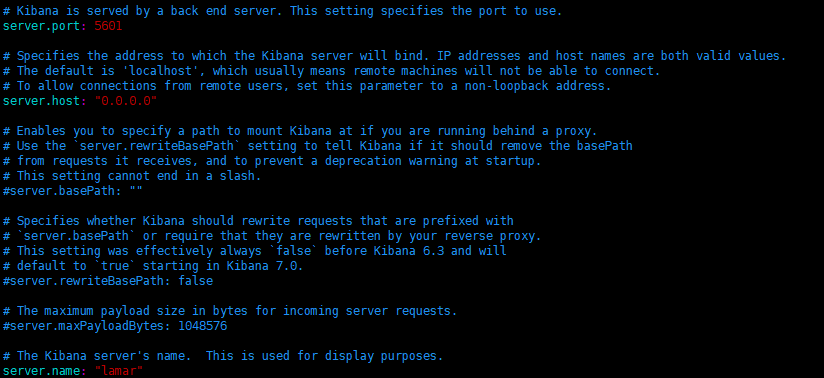 # Kibana is served by a back end server. This setting specifies the port to use.
server.port: 5601
# Specifies the address to which the Kibana server will bind. IP addresses and host names are both valid values.
# The default is 'localhost', which usually means remote machines will not be able to connect.
# To allow connections from remote users, set this parameter to a non-loopback address.
server.host: "0.0.0.0"
# Enables you to specify a path to mount Kibana at if you are running behind a proxy.
# Use the `server.rewriteBasePath` setting to tell Kibana if it should remove the basePath
# from requests it receives, and to prevent a deprecation warning at startup.
# This setting cannot end in a slash.
#server.basePath: ""
# Specifies whether Kibana should rewrite requests that are prefixed with
# `server.basePath` or require that they are rewritten by your reverse proxy.
# This setting was effectively always `false` before Kibana 6.3 and will
# default to `true` starting in Kibana 7.0.
#server.rewriteBasePath: false
# The maximum payload size in bytes for incoming server requests.
#server.maxPayloadBytes: 1048576
# The Kibana server's name.  This is used for display purposes.
server.name: "lamar"